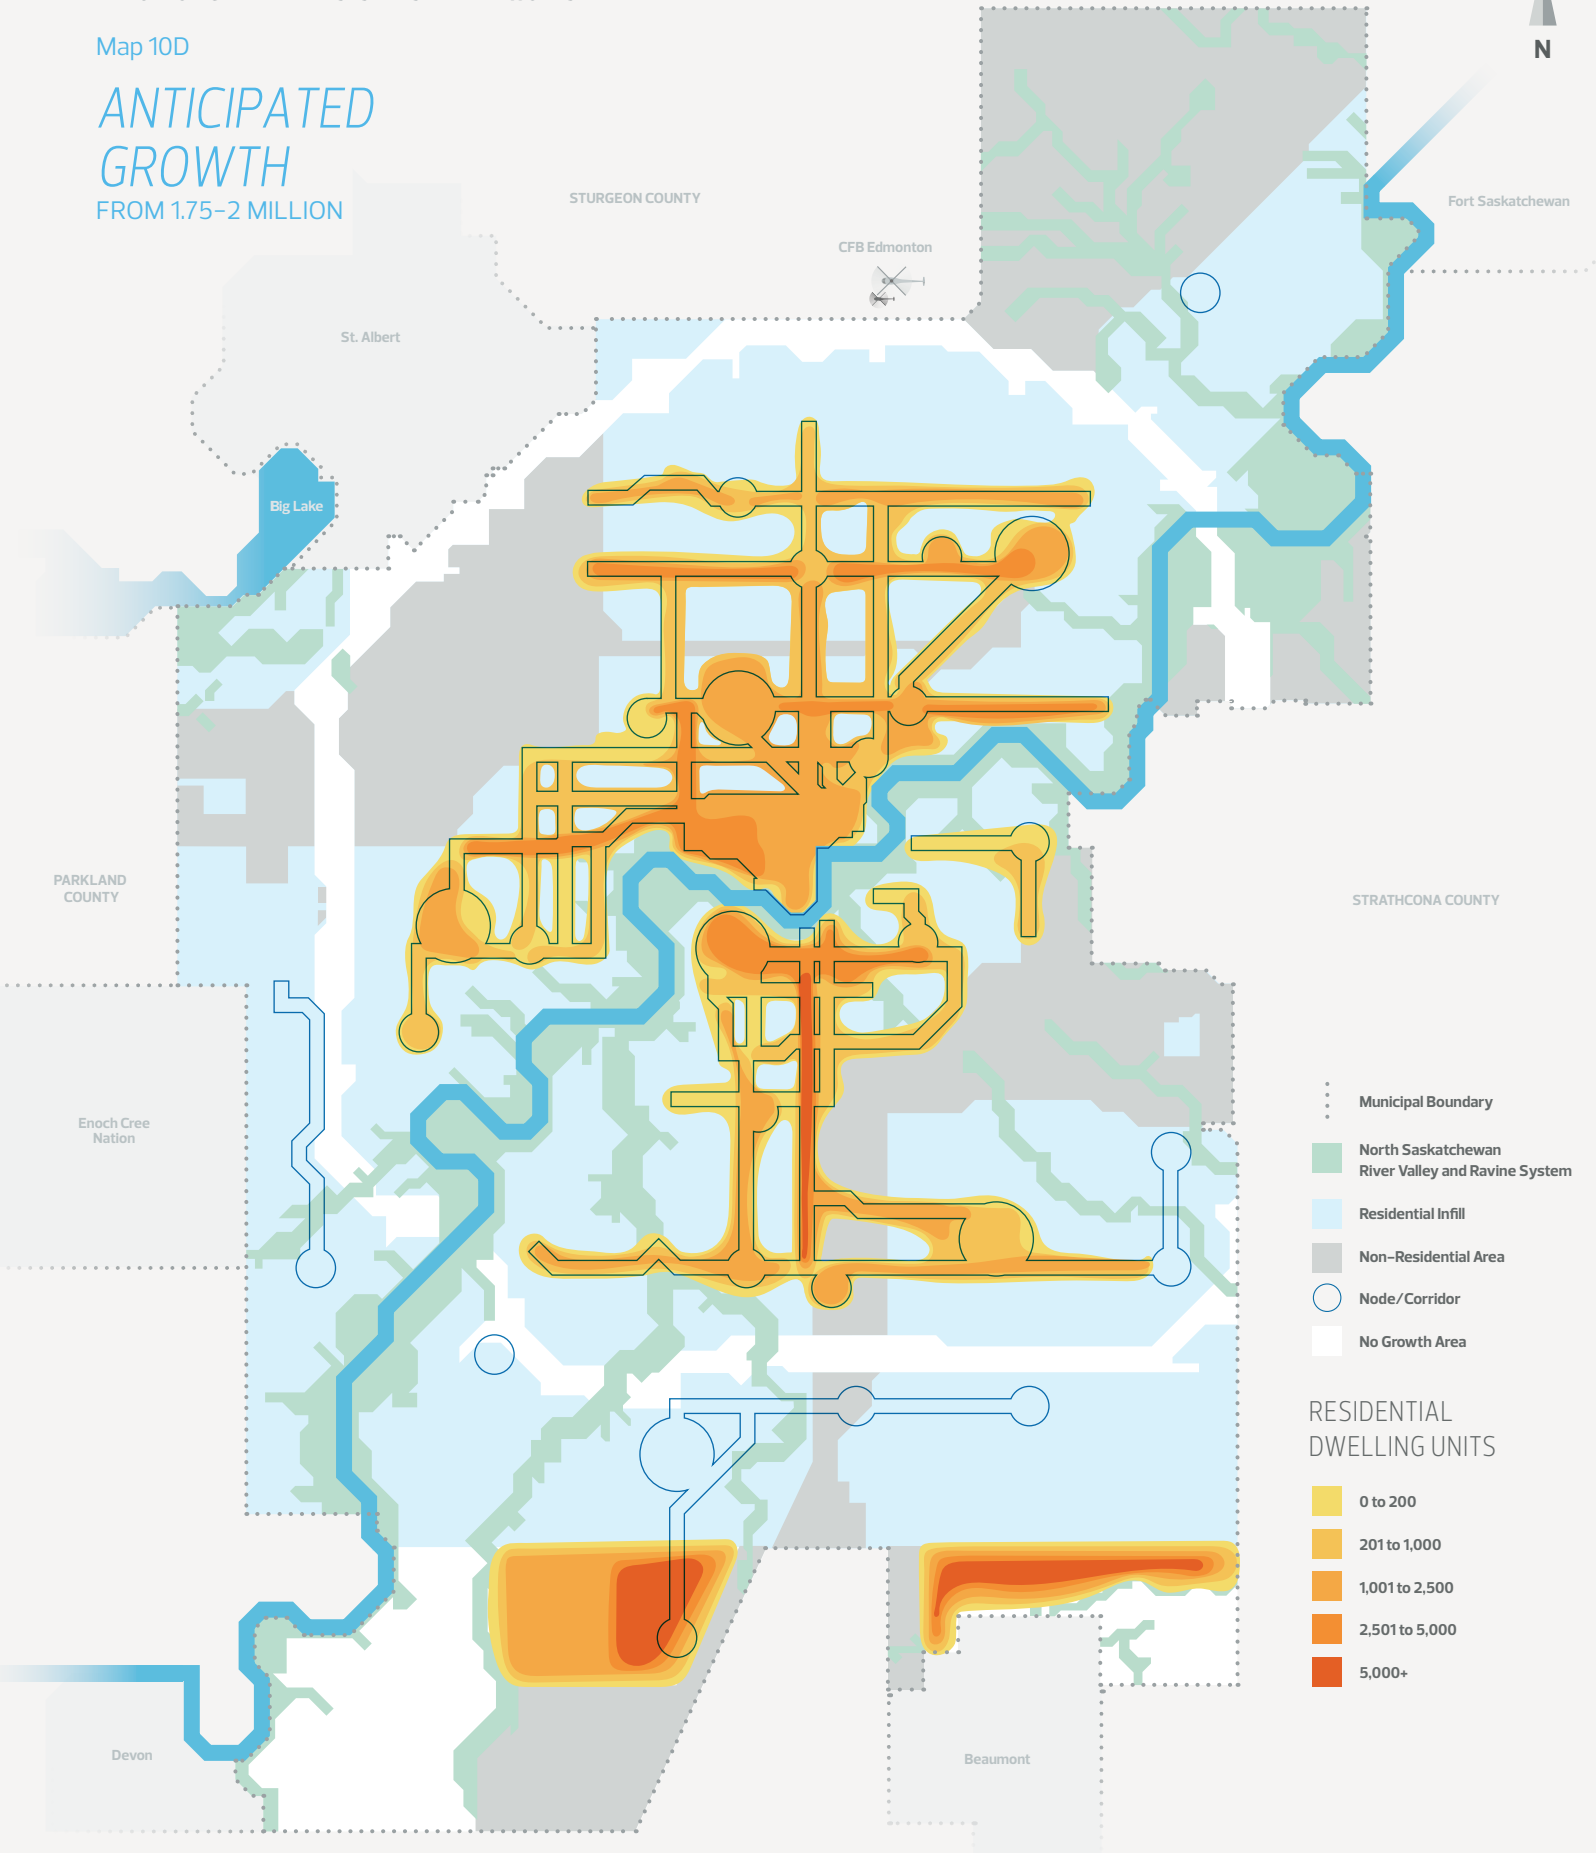 Map 10D
ANTICIPATED
GROWTH
FROM 1.75–2 MILLION
N
STURGEON COUNTY
Fort Saskatchewan
CFB Edmonton
St. Albert
Big Lake
PARKLAND
COUNTY
STRATHCONA COUNTY
Enoch Cree
Nation
Municipal Boundary
North Saskatchewan
River Valley and Ravine System
Residential Infill
Non-Residential Area
Node/Corridor
No Growth Area
RESIDENTIAL
DWELLING UNITS
0 to 200
201 to 1,000
1,001 to 2,500
2,501 to 5,000
5,000+
Devon
Beaumont